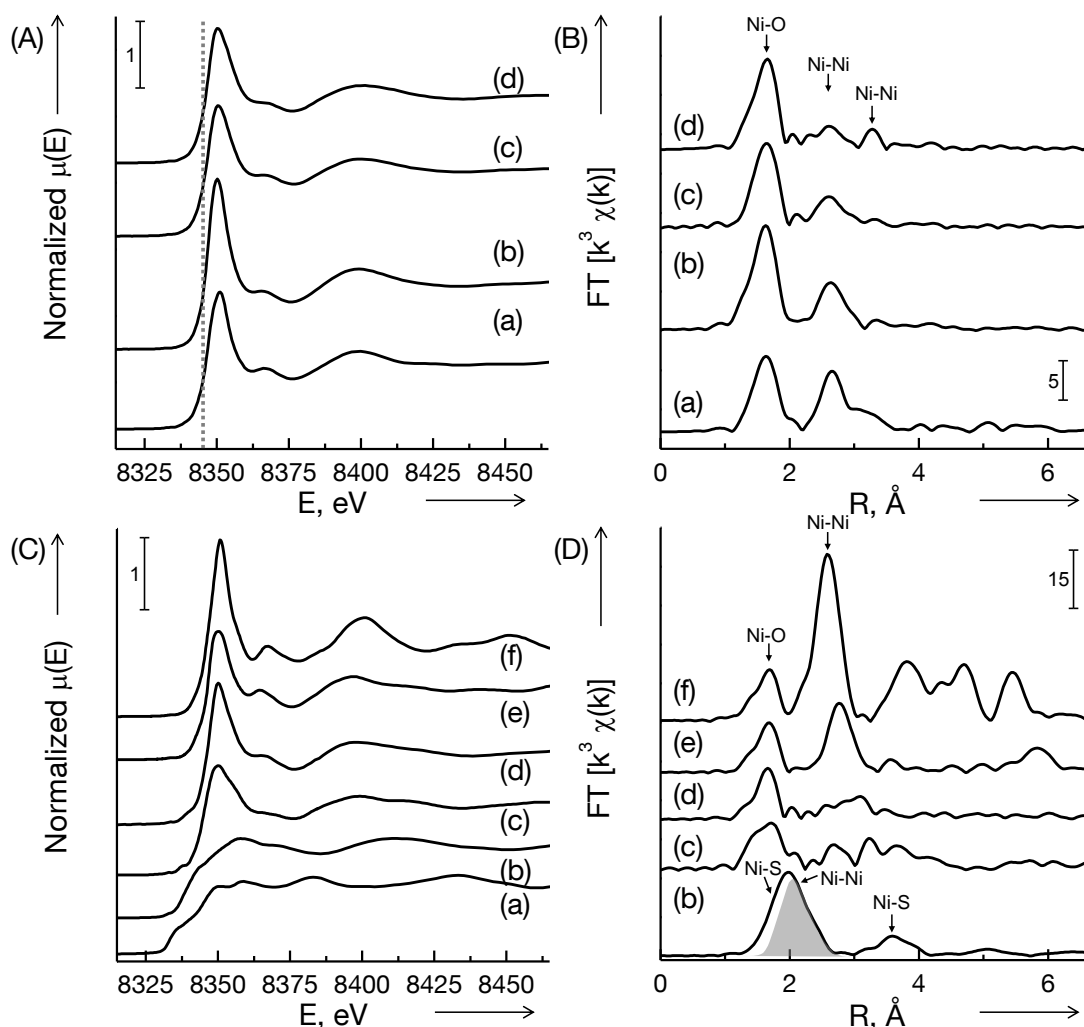 (A)
1
Normalized μ(E)
(d)
(c)
(b)
(a)
8325 8350 8375 8400 8425 8450
E, eV
(B)
Ni-O
Ni-Ni
Ni-Ni
FT [k³ χ(k)]
(d)
(c)
(b)
(a)
5
0 2 4 6
R, Å
(C)
1
Normalized μ(E)
(f)
(e)
(d)
(c)
(b)
(a)
8325 8350 8375 8400 8425 8450
E, eV
(D)
Ni-Ni
15
Ni-O
FT [k³ χ(k)]
(f)
(e)
(d)
(c)
Ni-S
Ni-Ni
Ni-S
(b)
0 2 4 6
R, Å